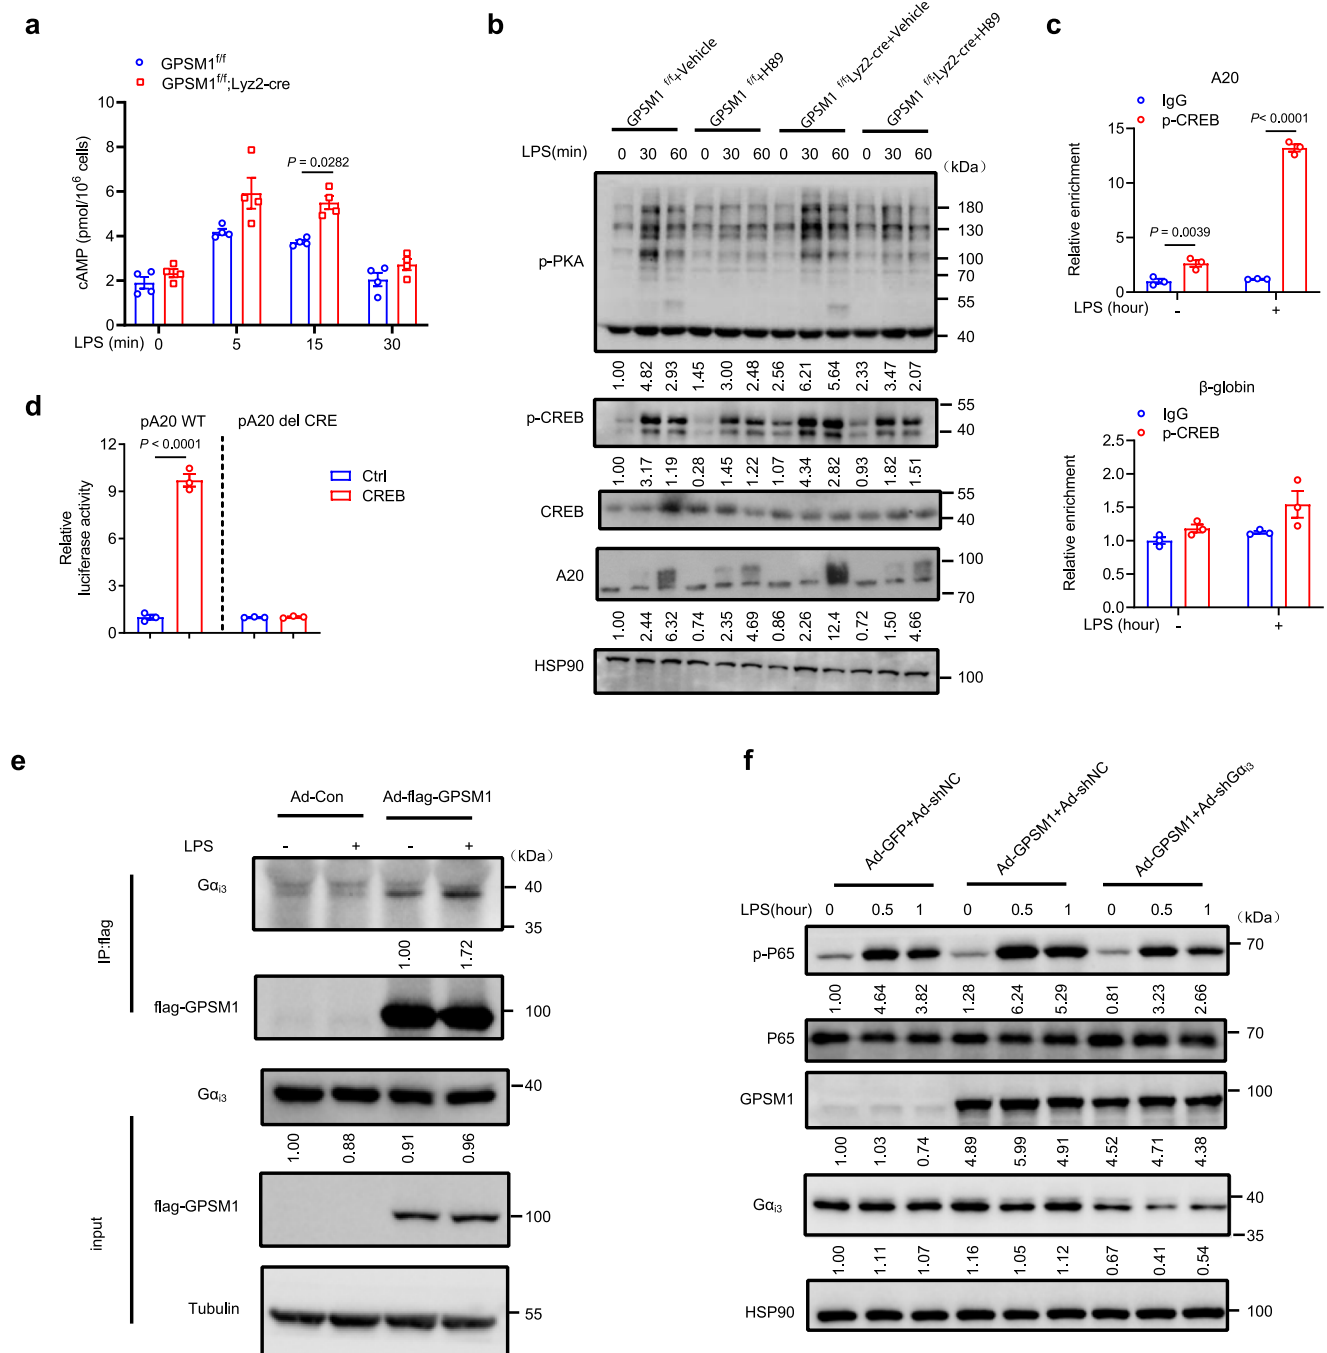 a
GPSM1f/f
GPSM1f/f;Lyz2-cre
cAMP (pmol/10⁶ cells)
10
8
6
4
2
0
P = 0.0282
LPS (min) 0 5 15 30
b
GPSM1 f/f+Vehicle
GPSM1 f/f+H89
GPSM1 f/f;Lyz2-cre+Vehicle
GPSM1 f/f;Lyz2-cre+H89
LPS(min) 0 30 60 0 30 60 0 30 60 0 30 60
(kDa)
p-PKA
180
130
100
70
55
40
1.00 4.82 2.93 1.45 3.00 2.48 2.56 6.21 5.64 2.33 3.47 2.07
p-CREB
55
40
1.00 3.17 1.19 0.28 1.45 1.22 1.07 4.34 2.82 0.93 1.82 1.51
CREB
55
40
A20
100
70
1.00 2.44 6.32 0.74 2.35 4.69 0.86 2.26 12.4 0.72 1.50 4.66
HSP90
100
c
A20
IgG
p-CREB
Relative enrichment
15
10
5
0
P = 0.0039
P< 0.0001
LPS (hour) - +
β-globin
IgG
p-CREB
Relative enrichment
2.5
2.0
1.5
1.0
0.5
0.0
LPS (hour) - +
d
pA20 WT pA20 del CRE
P < 0.0001
Relative
luciferase activity
12
9
6
3
0
Ctrl
CREB
e
Ad-Con Ad-flag-GPSM1
LPS - + - +
(kDa)
IP:flag
Gαi3
40
35
1.00 1.72
flag-GPSM1
100
input
Gαi3
40
1.00 0.88 0.91 0.96
flag-GPSM1
100
Tubulin
55
f
Ad-GFP+Ad-shNC
Ad-GPSM1+Ad-shNC
Ad-GPSM1+Ad-shGαi3
LPS(hour) 0 0.5 1 0 0.5 1 0 0.5 1
(kDa)
p-P65
70
1.00 4.64 3.82 1.28 6.24 5.29 0.81 3.23 2.66
P65
70
GPSM1
100
1.00 1.03 0.74 4.89 5.99 4.91 4.52 4.71 4.38
Gαi3
40
35
1.00 1.11 1.07 1.16 1.05 1.12 0.67 0.41 0.54
HSP90
100